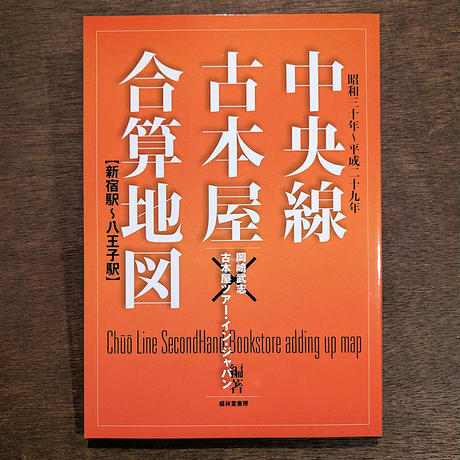 昭和三十年〜平成二十九年
中央線
古本屋
合算地図
【新宿駅〜八王子駅】
岡崎武志
×
古本屋ツアー・イン・ジャパン
編著
Chūō Line SecondHand Bookstore adding up map
盛林堂書房